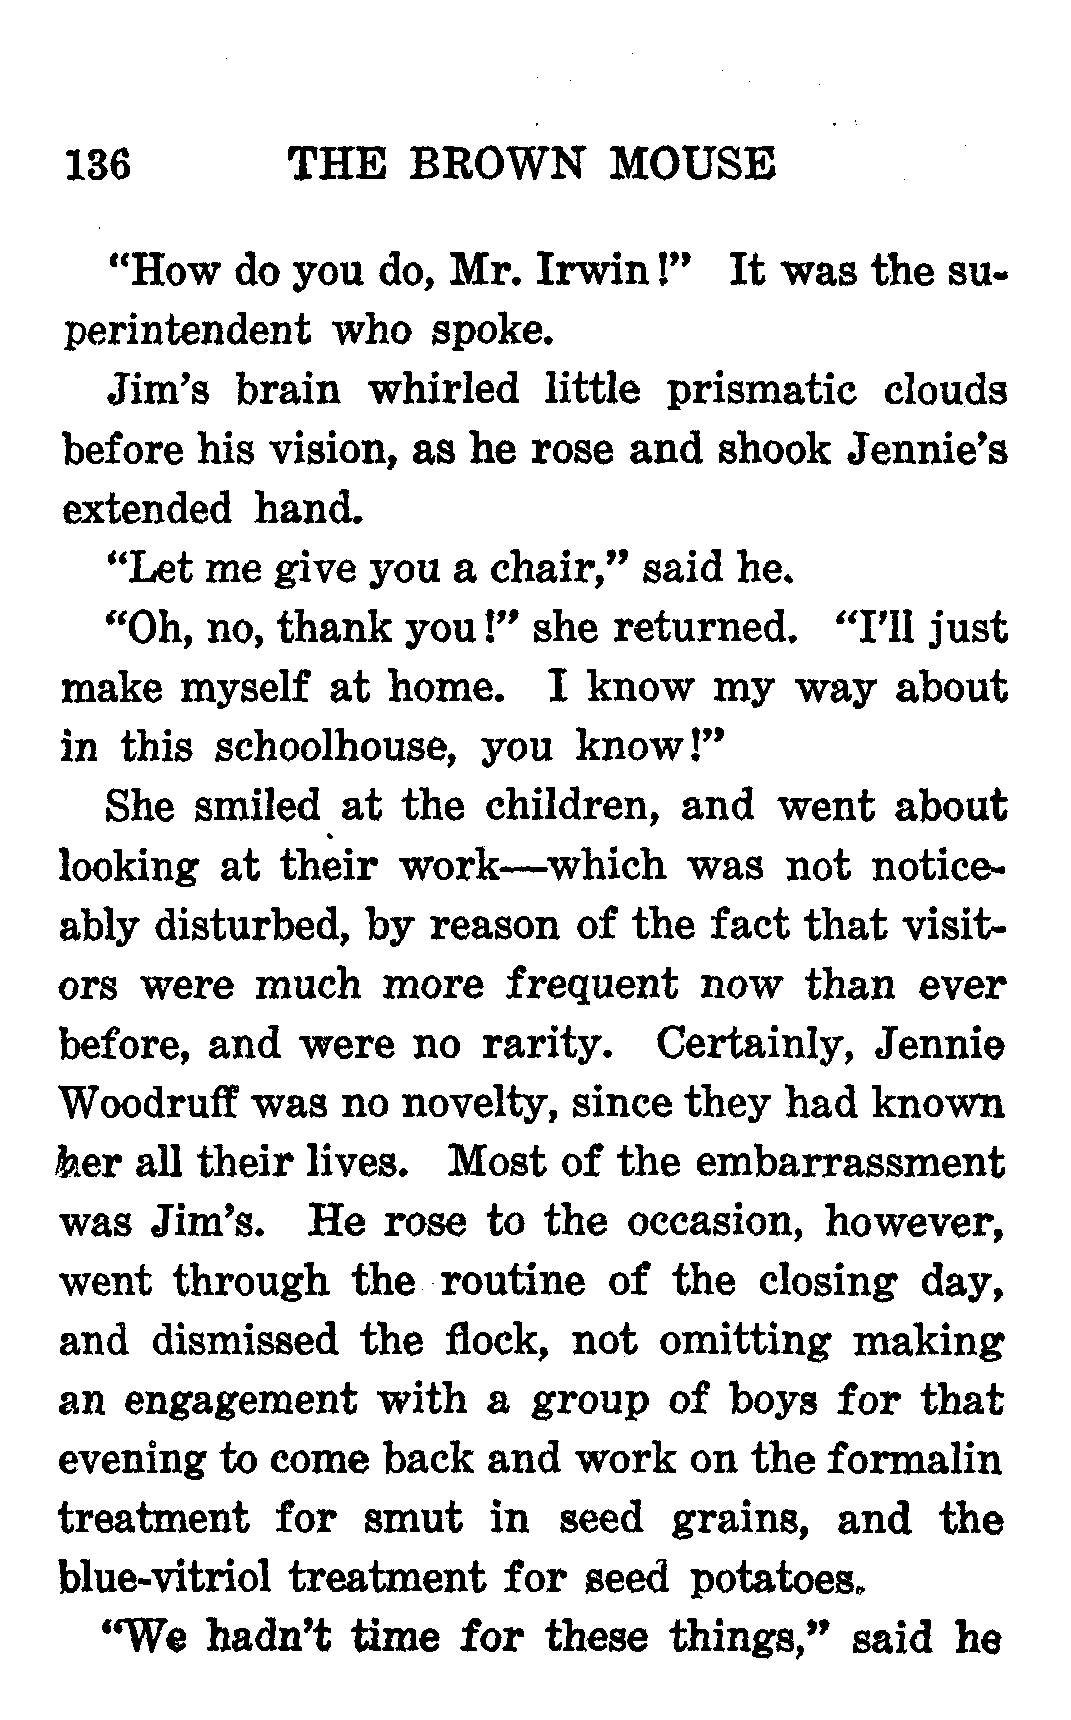 136 THE BROWN MOUSE
“How do you do, Mr. Irwin!” It was the su-
perintendent who spoke.
Jim’s brain whirled little prismatic clouds
before his vision, as he rose and shook Jennie’s
extended hand.
“Let me give you a chair,” said he.
“Oh, no, thank you!” she returned. “I’ll just
make myself at home. I know my way about
in this schoolhouse, you know!”
She smiled at the children, and went about
looking at their work—which was not notice-
ably disturbed, by reason of the fact that visit-
ors were much more frequent now than ever
before, and were no rarity. Certainly, Jennie
Woodruff was no novelty, since they had known
her all their lives. Most of the embarrassment
was Jim’s. He rose to the occasion, however,
went through the routine of the closing day,
and dismissed the flock, not omitting making
an engagement with a group of boys for that
evening to come back and work on the formalin
treatment for smut in seed grains, and the
blue-vitriol treatment for seed potatoes.
“We hadn’t time for these things,” said he